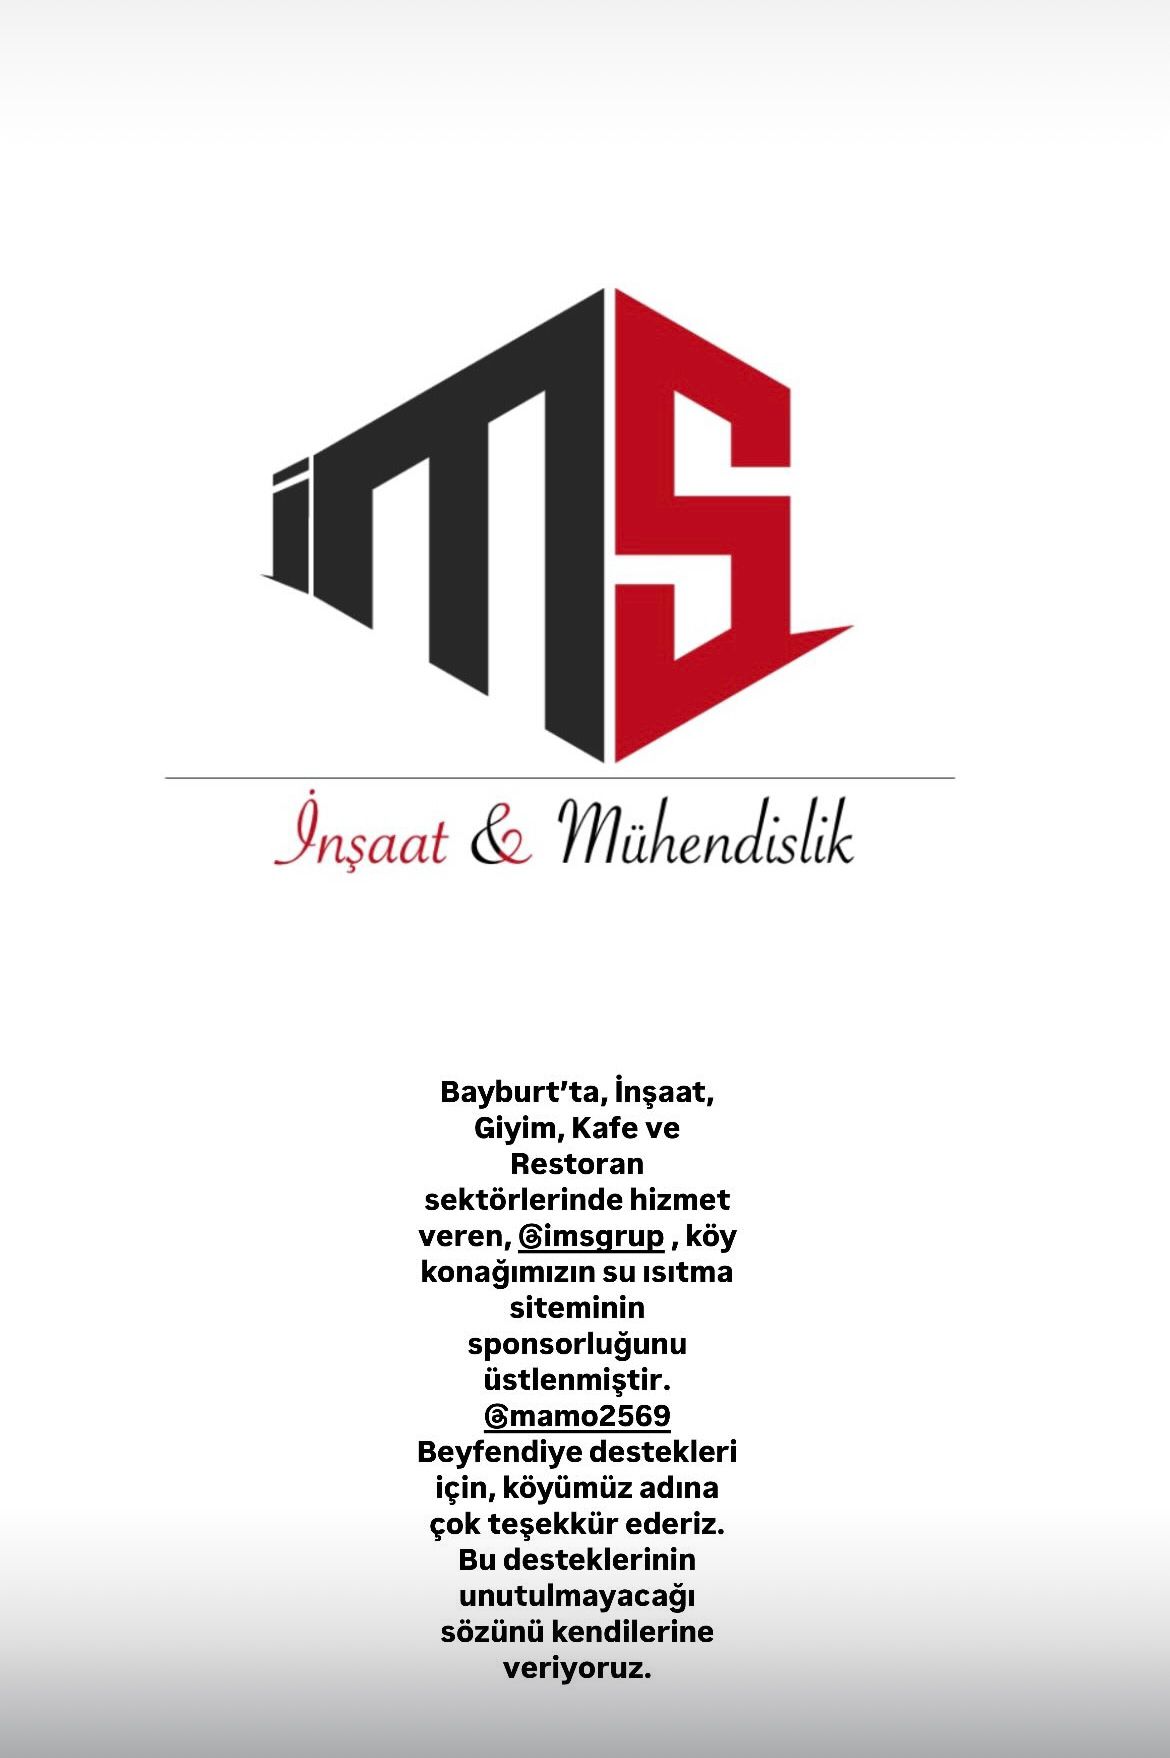 ims
İnşaat & Mühendislik
Bayburt’ta, İnşaat,
Giyim, Kafe ve
Restoran
sektörlerinde hizmet
veren, @imsgrup , köy
konağımızın su ısıtma
siteminin
sponsorluğunu
üstlenmiştir.
@mamo2569
Beyfendiye destekleri
için, köyümüz adına
çok teşekkür ederiz.
Bu desteklerinin
unutulmayacağı
sözünü kendilerine
veriyoruz.